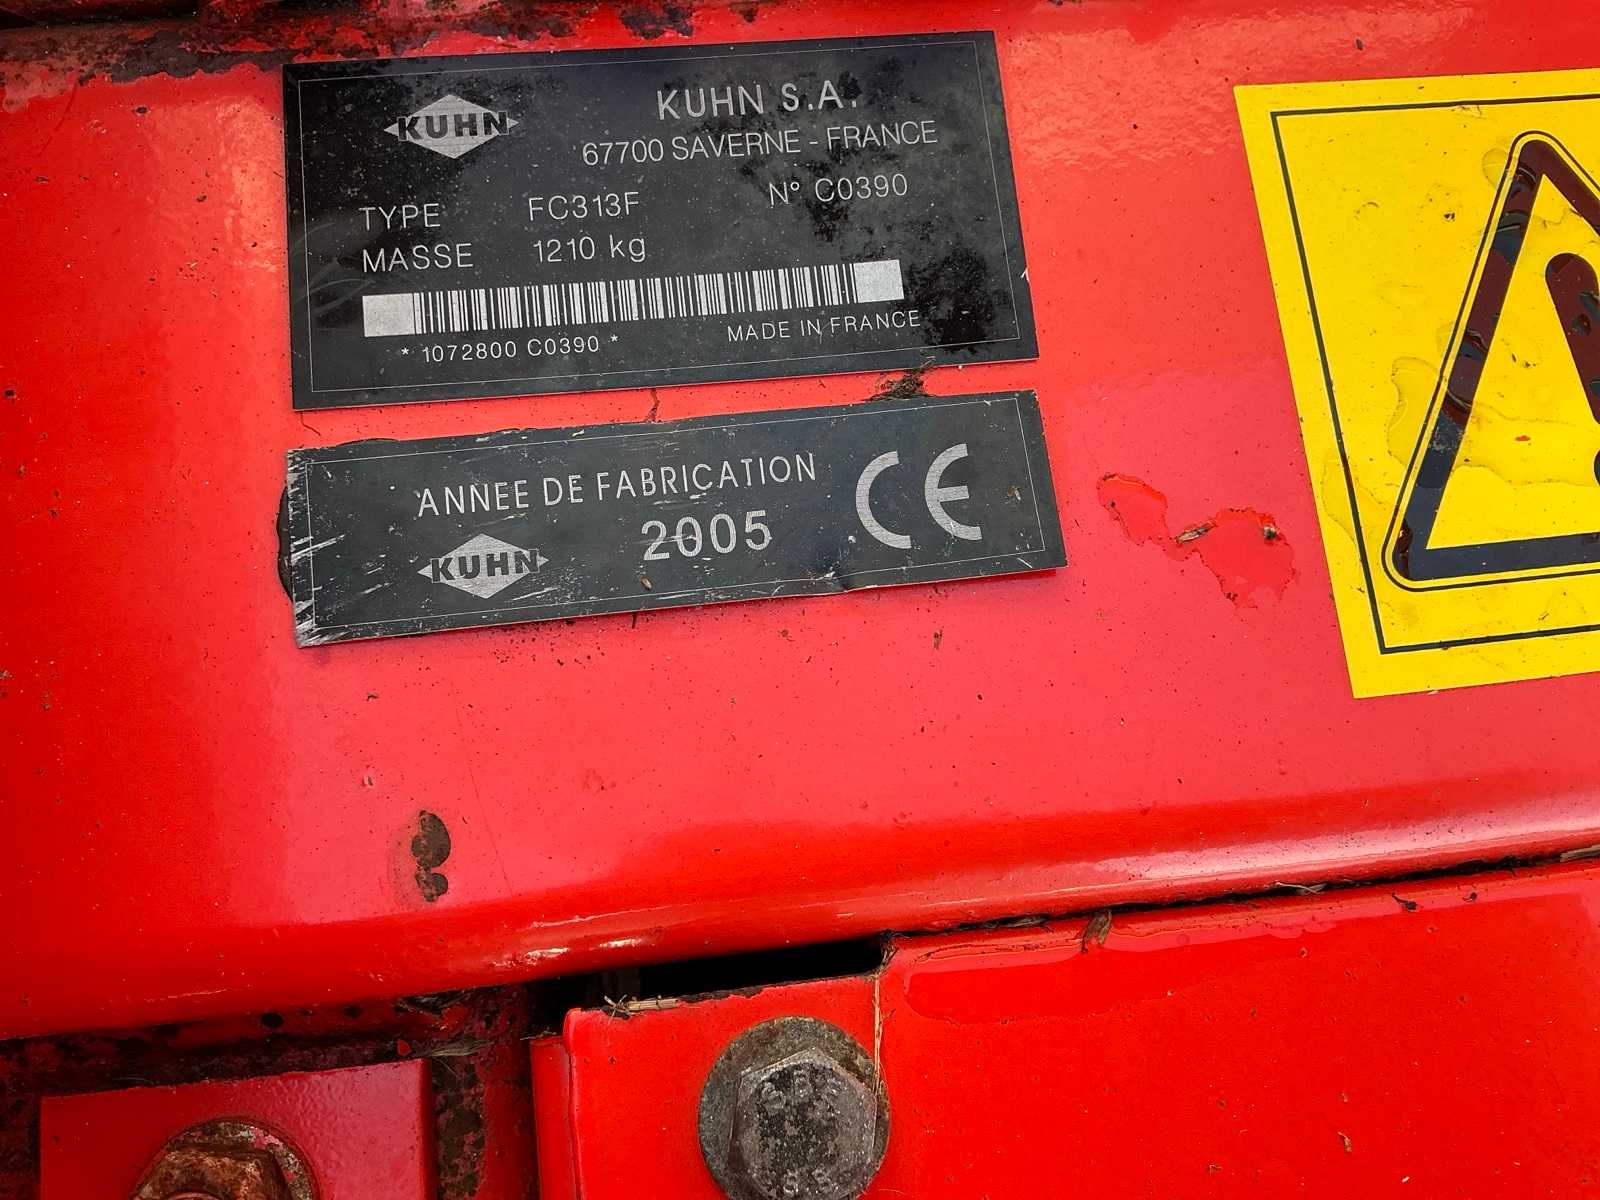 KUHN
KUHN S.A.
67700 SAVERNE - FRANCE
TYPE FC313F N° C0390
MASSE 1210 kg
* 1072800 C0390 *
MADE IN FRANCE
ANNEE DE FABRICATION
KUHN
2005
CE